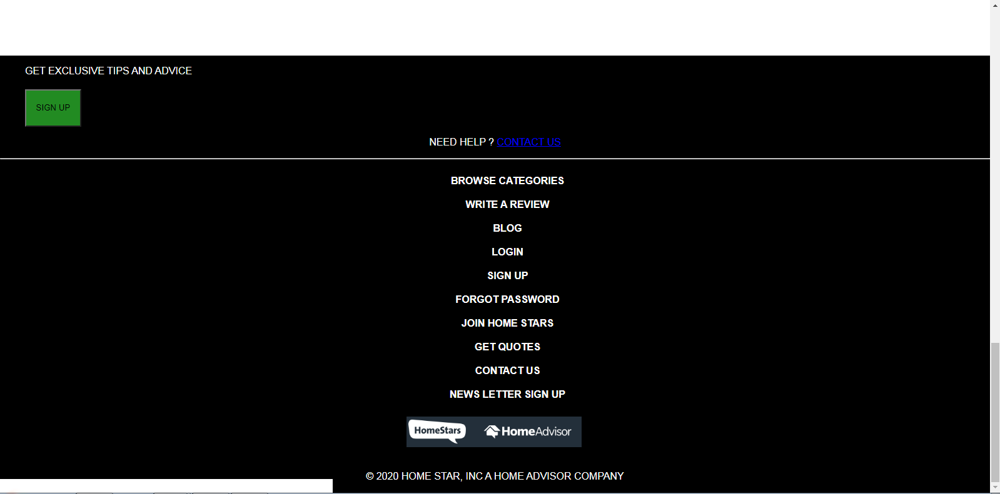 GET EXCLUSIVE TIPS AND ADVICE
SIGN UP
NEED HELP ? CONTACT US
BROWSE CATEGORIES
WRITE A REVIEW
BLOG
LOGIN
SIGN UP
FORGOT PASSWORD
JOIN HOME STARS
GET QUOTES
CONTACT US
NEWS LETTER SIGN UP
HomeStars HomeAdvisor
© 2020 HOME STAR, INC A HOME ADVISOR COMPANY